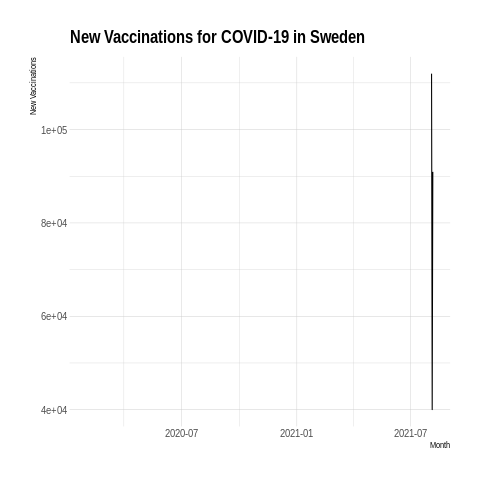 New Vaccinations for COVID-19 in Sweden
New Vaccinations
1e+05
8e+04
6e+04
4e+04
2020-07
2021-01
2021-07
Month